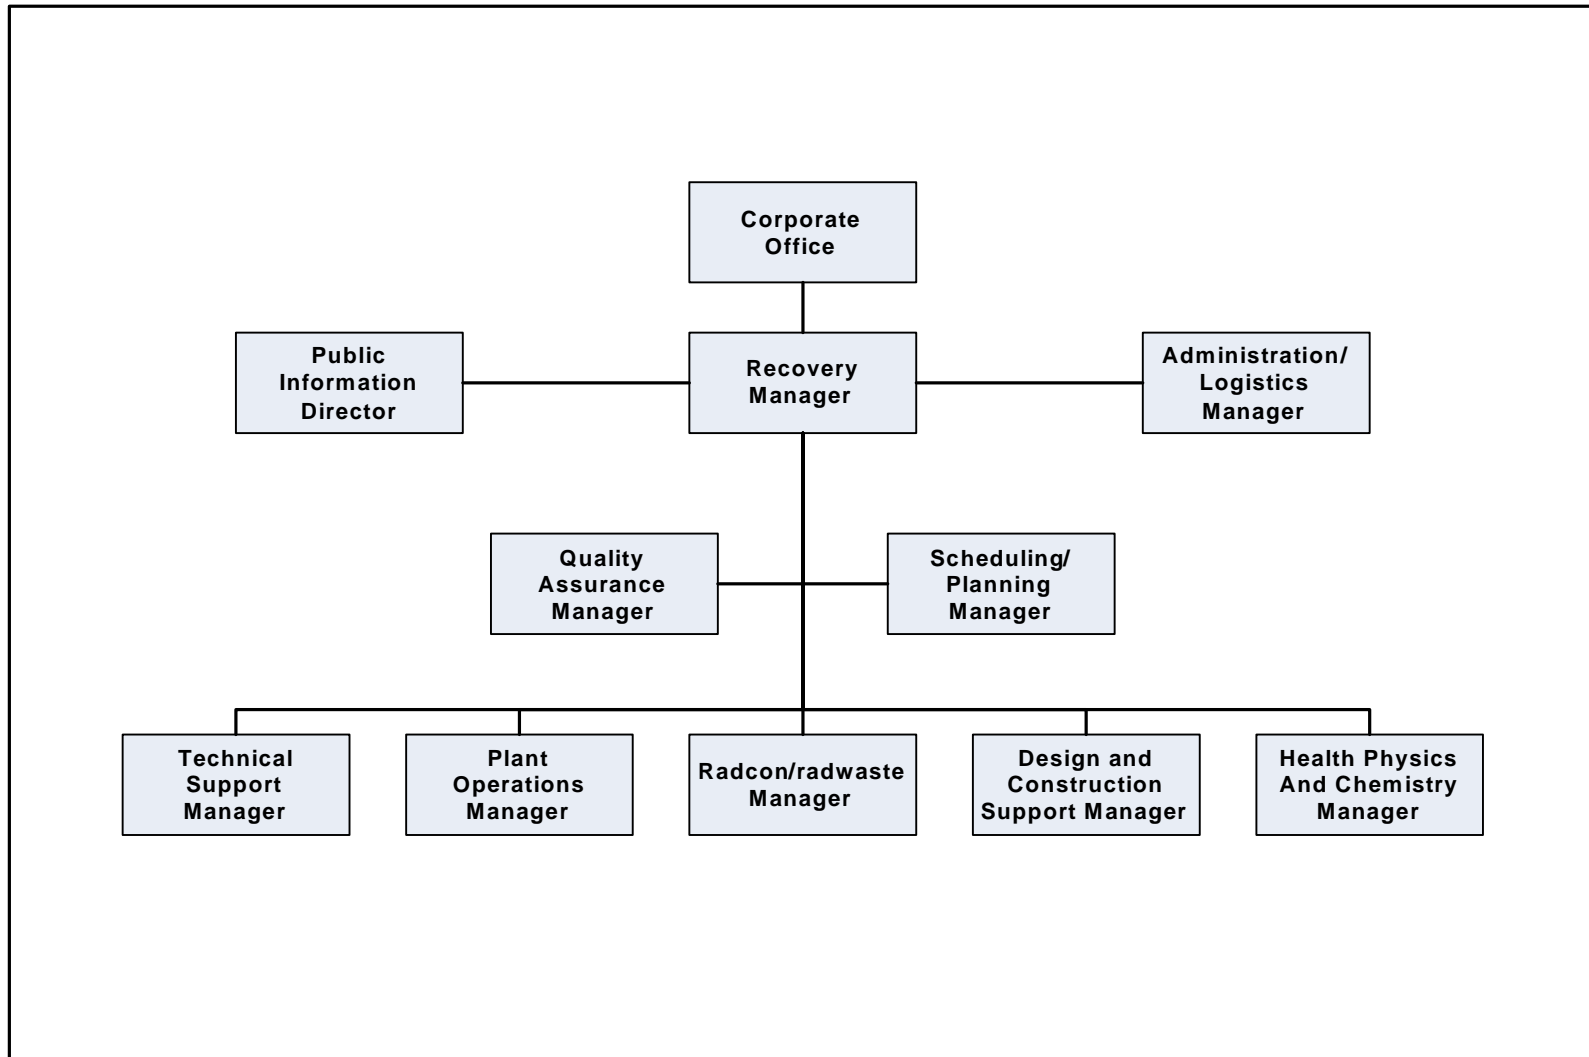 Corporate
Office
Public
Information
Director
Recovery
Manager
Administration/
Logistics
Manager
Quality
Assurance
Manager
Scheduling/
Planning
Manager
Technical
Support
Manager
Plant
Operations
Manager
Radcon/radwaste
Manager
Design and
Construction
Support Manager
Health Physics
And Chemistry
Manager